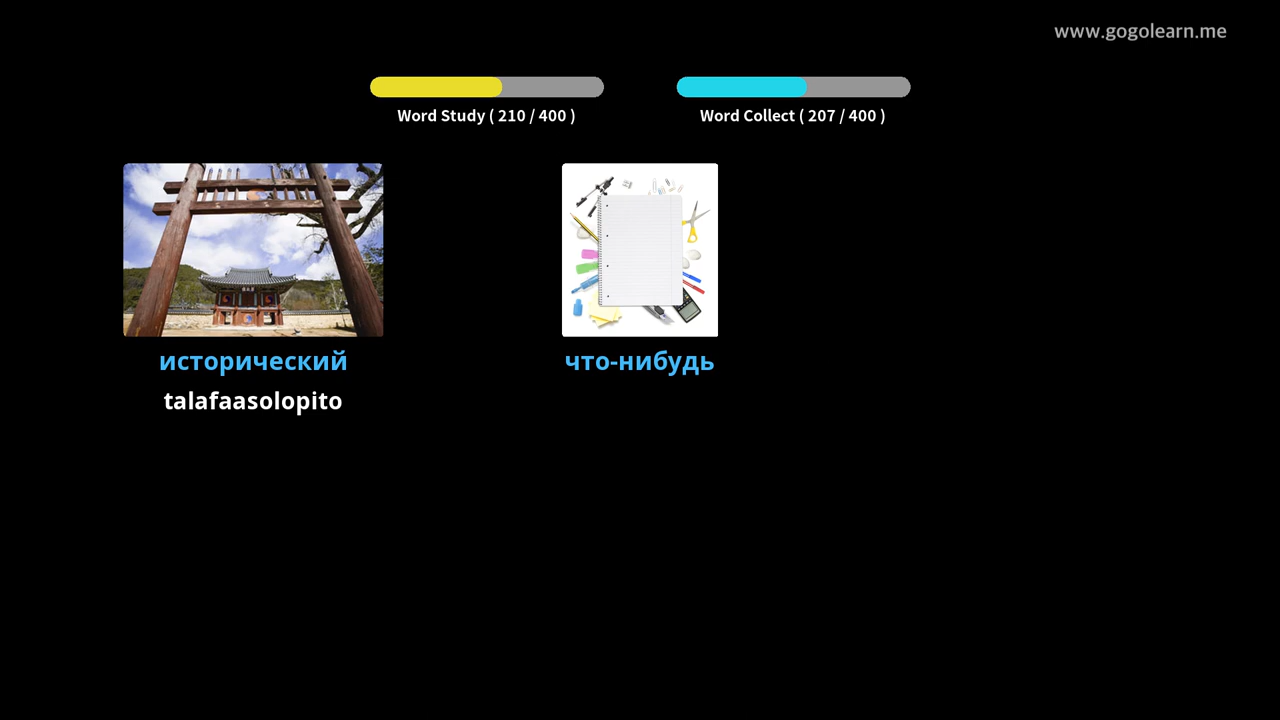 www.gogolearn.me
Word Study ( 210 / 400 )
Word Collect ( 207 / 400 )
исторический
talafaasolopito
что-нибудь